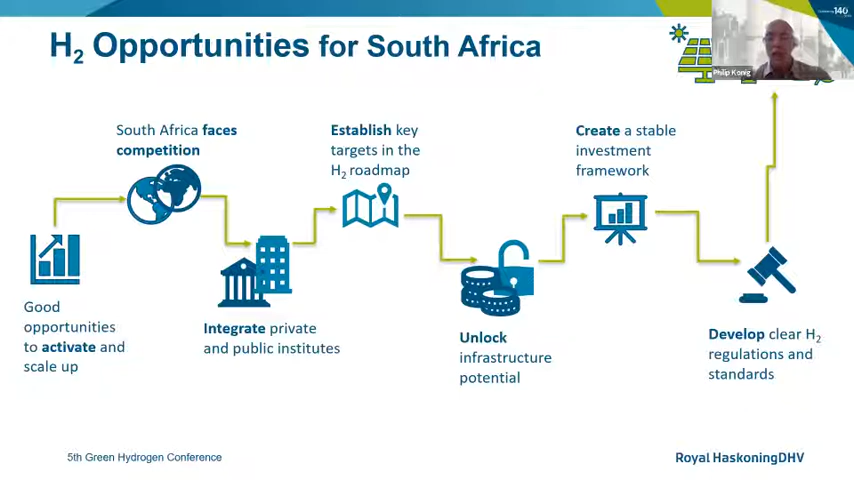 H2 Opportunities for South Africa
140
Philip Konig
South Africa faces
competition
Establish key
targets in the
H2 roadmap
Create a stable
investment
framework
Good
opportunities
to activate and
scale up
Integrate private
and public institutes
Unlock
infrastructure
potential
Develop clear H2
regulations and
standards
5th Green Hydrogen Conference
Royal HaskoningDHV